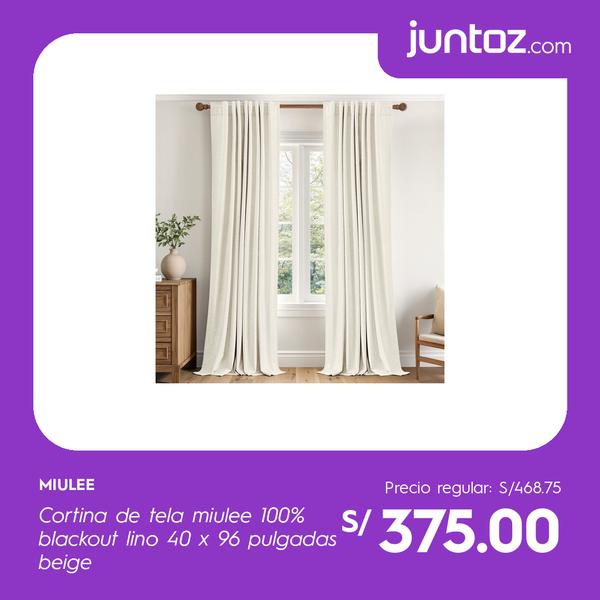 juntoz.com
MIULEE
Cortina de tela miulee 100%
blackout lino 40 x 96 pulgadas
beige
Precio regular: S/468.75
S/ 375.00